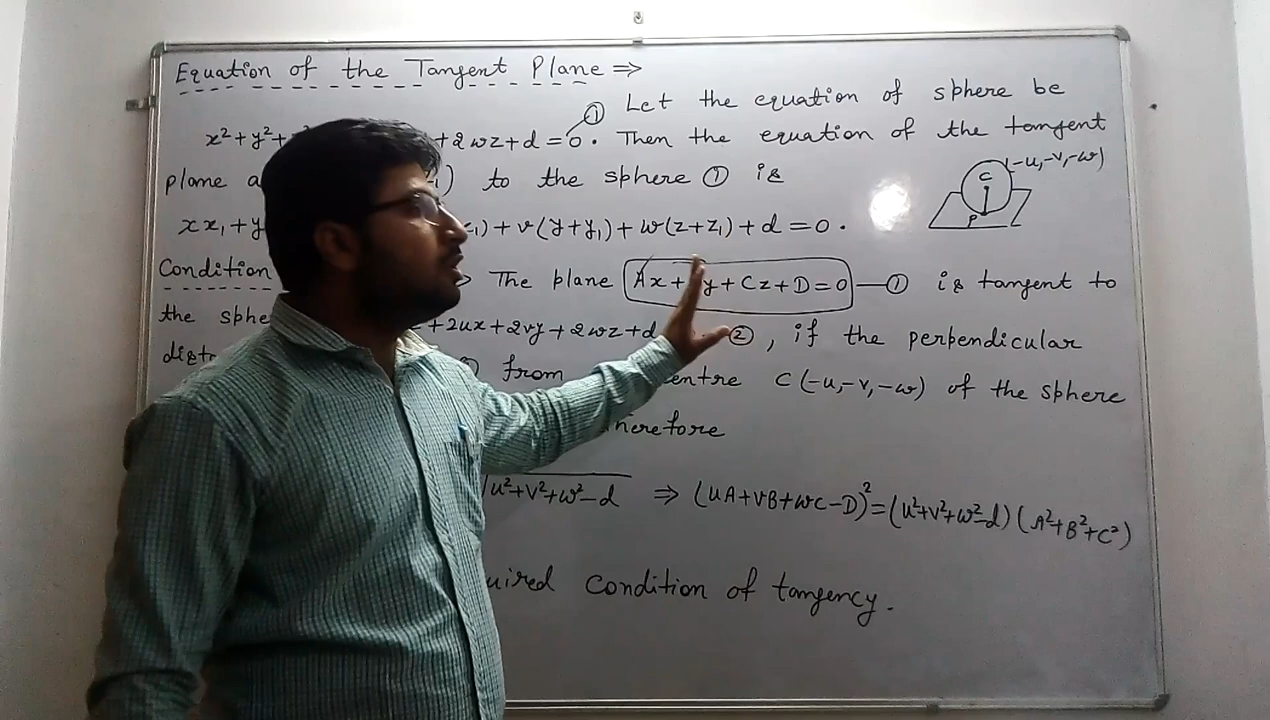 Equation of the Tangent Plane ⇒
① Let the equation of sphere be
x²+y²+ +2wz+d=0. Then the equation of the tangent
plane a ) to the sphere ① is
(-u,-v,-w)
C
P
xx₁+y ₁)+v(y+y₁)+w(z+z₁)+d=0.
Condition The plane Ax+ y+Cz+D=0 —① is tangent to
the sphe +2ux+2vy+2wz+d ②, if the perpendicular
from entre C(-u,-v,-w) of the sphere
Therefore
√u²+v²+w²-d ⇒ (uA+vB+wC-D)²=(u²+v²+w²-d)(A²+B²+C²)
uired condition of tangency.